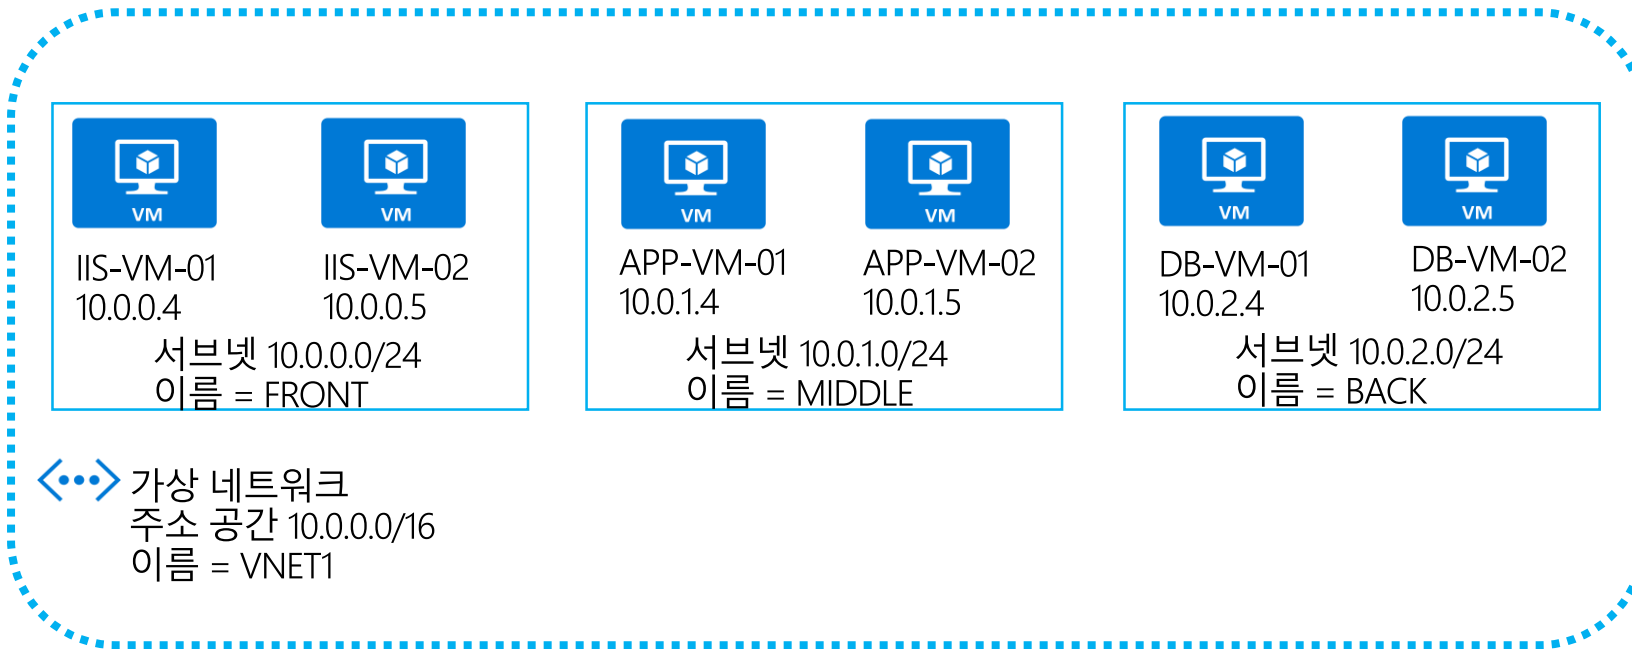 VM
IIS-VM-01
10.0.0.4
VM
IIS-VM-02
10.0.0.5
서브넷 10.0.0.0/24
이름 = FRONT
VM
APP-VM-01
10.0.1.4
VM
APP-VM-02
10.0.1.5
서브넷 10.0.1.0/24
이름 = MIDDLE
VM
DB-VM-01
10.0.2.4
VM
DB-VM-02
10.0.2.5
서브넷 10.0.2.0/24
이름 = BACK
가상 네트워크
주소 공간 10.0.0.0/16
이름 = VNET1